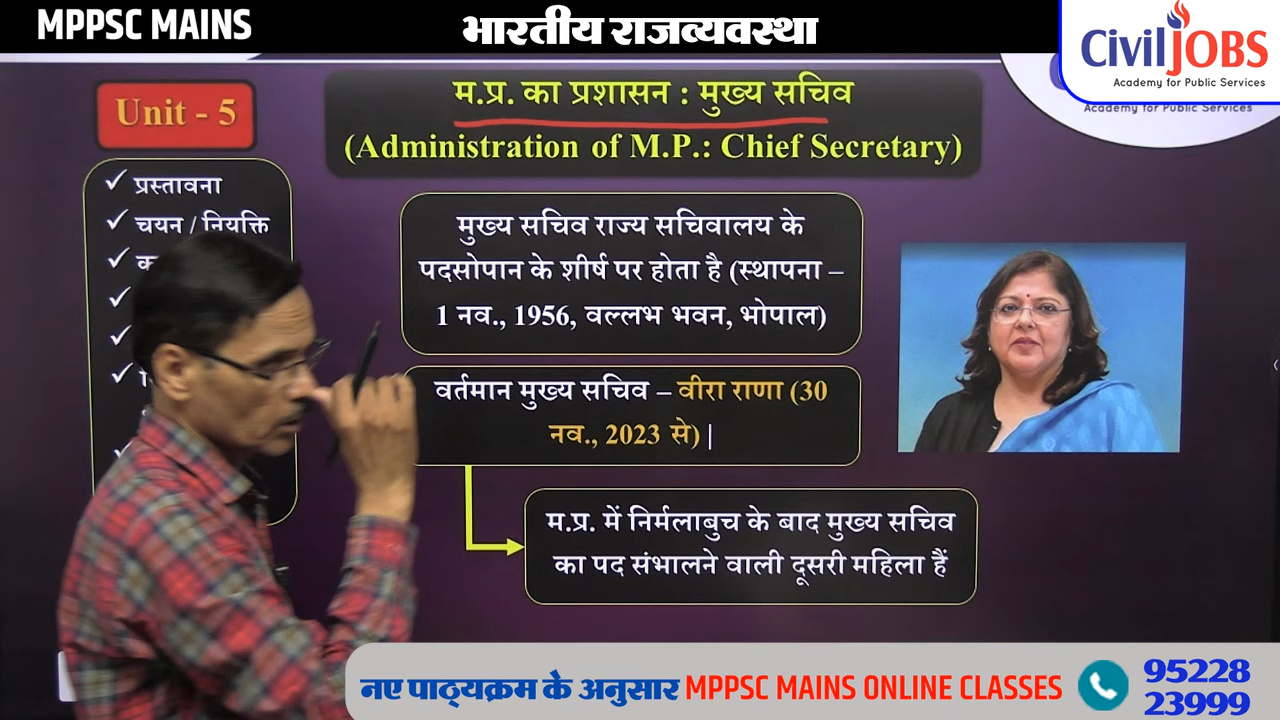 MPPSC MAINS
भारतीय राजव्यवस्था
CivilJOBS
Academy for Public Services
Academy for Public Services
Unit - 5
म.प्र. का प्रशासन : मुख्य सचिव
(Administration of M.P.: Chief Secretary)
✓ प्रस्तावना
✓ चयन / नियुक्ति
मुख्य सचिव राज्य सचिवालय के
पदसोपान के शीर्ष पर होता है (स्थापना –
1 नव., 1956, वल्लभ भवन, भोपाल)
वर्तमान मुख्य सचिव – वीरा राणा (30
नव., 2023 से) |
म.प्र. में निर्मलाबुच के बाद मुख्य सचिव
का पद संभालने वाली दूसरी महिला हैं
नए पाठ्यक्रम के अनुसार MPPSC MAINS ONLINE CLASSES
95228
23999